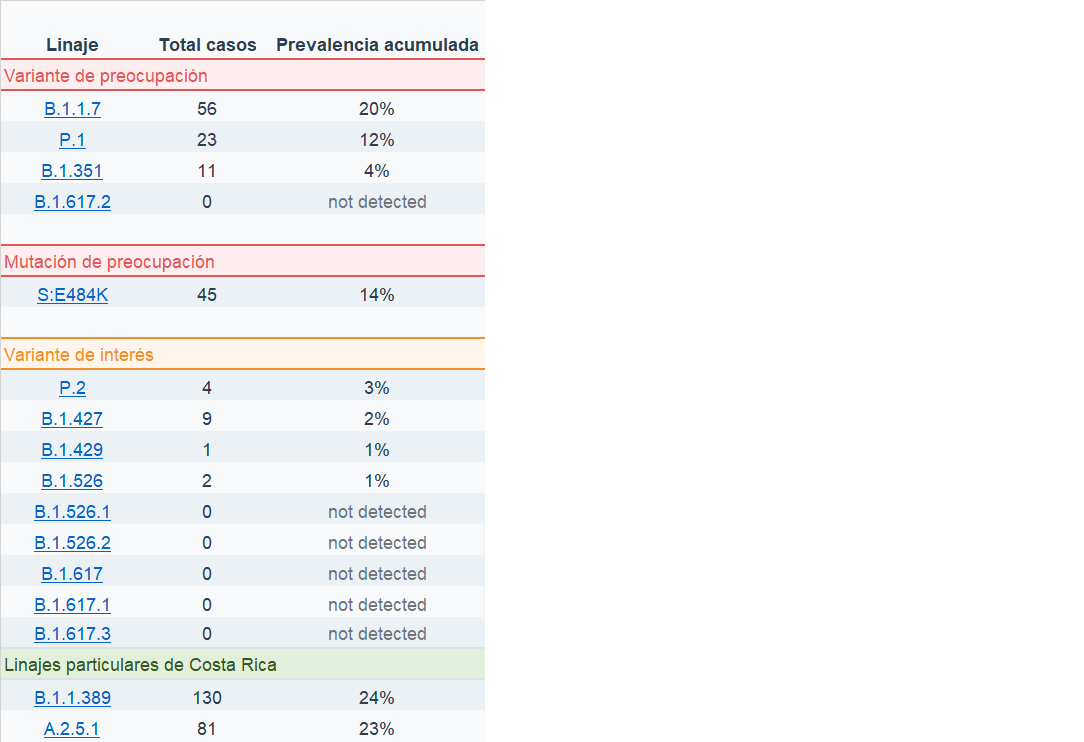 Linaje Total casos Prevalencia acumulada
Variante de preocupación
B.1.1.7 56 20%
P.1 23 12%
B.1.351 11 4%
B.1.617.2 0 not detected
Mutación de preocupación
S:E484K 45 14%
Variante de interés
P.2 4 3%
B.1.427 9 2%
B.1.429 1 1%
B.1.526 2 1%
B.1.526.1 0 not detected
B.1.526.2 0 not detected
B.1.617 0 not detected
B.1.617.1 0 not detected
B.1.617.3 0 not detected
Linajes particulares de Costa Rica
B.1.1.389 130 24%
A.2.5.1 81 23%